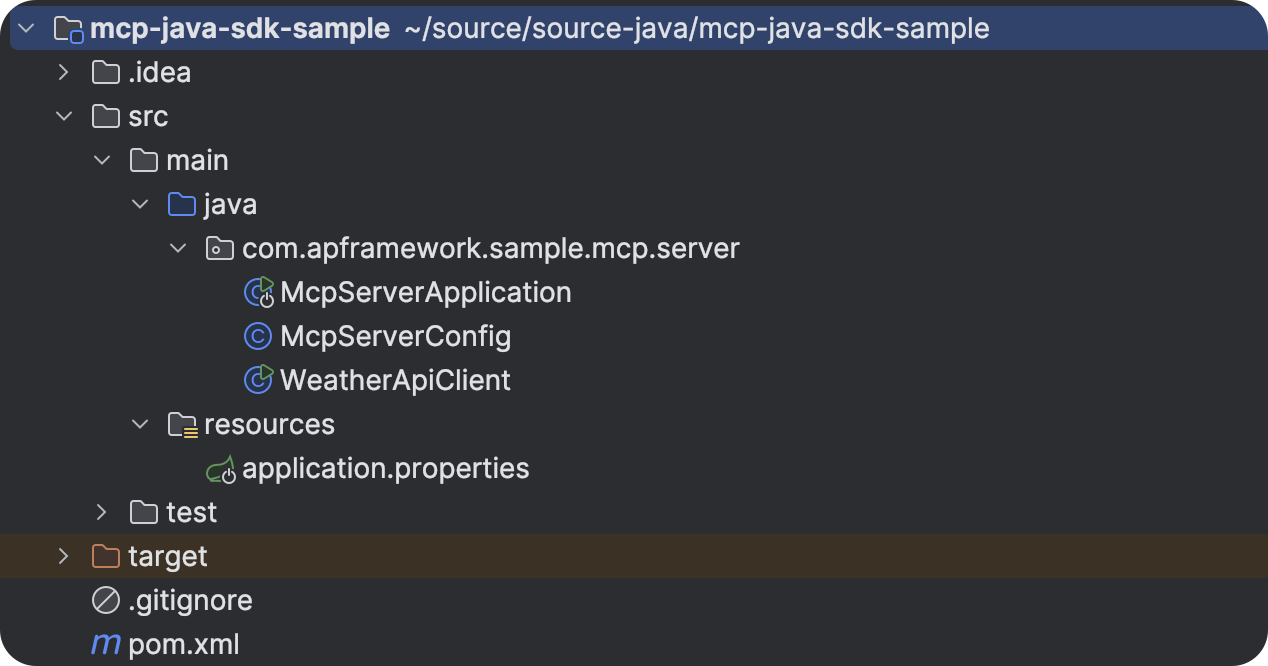 mcp-java-sdk-sample ~/source/source-java/mcp-java-sdk-sample
.idea
src
main
java
com.apframework.sample.mcp.server
McpServerApplication
McpServerConfig
WeatherApiClient
resources
application.properties
test
target
.gitignore
pom.xml